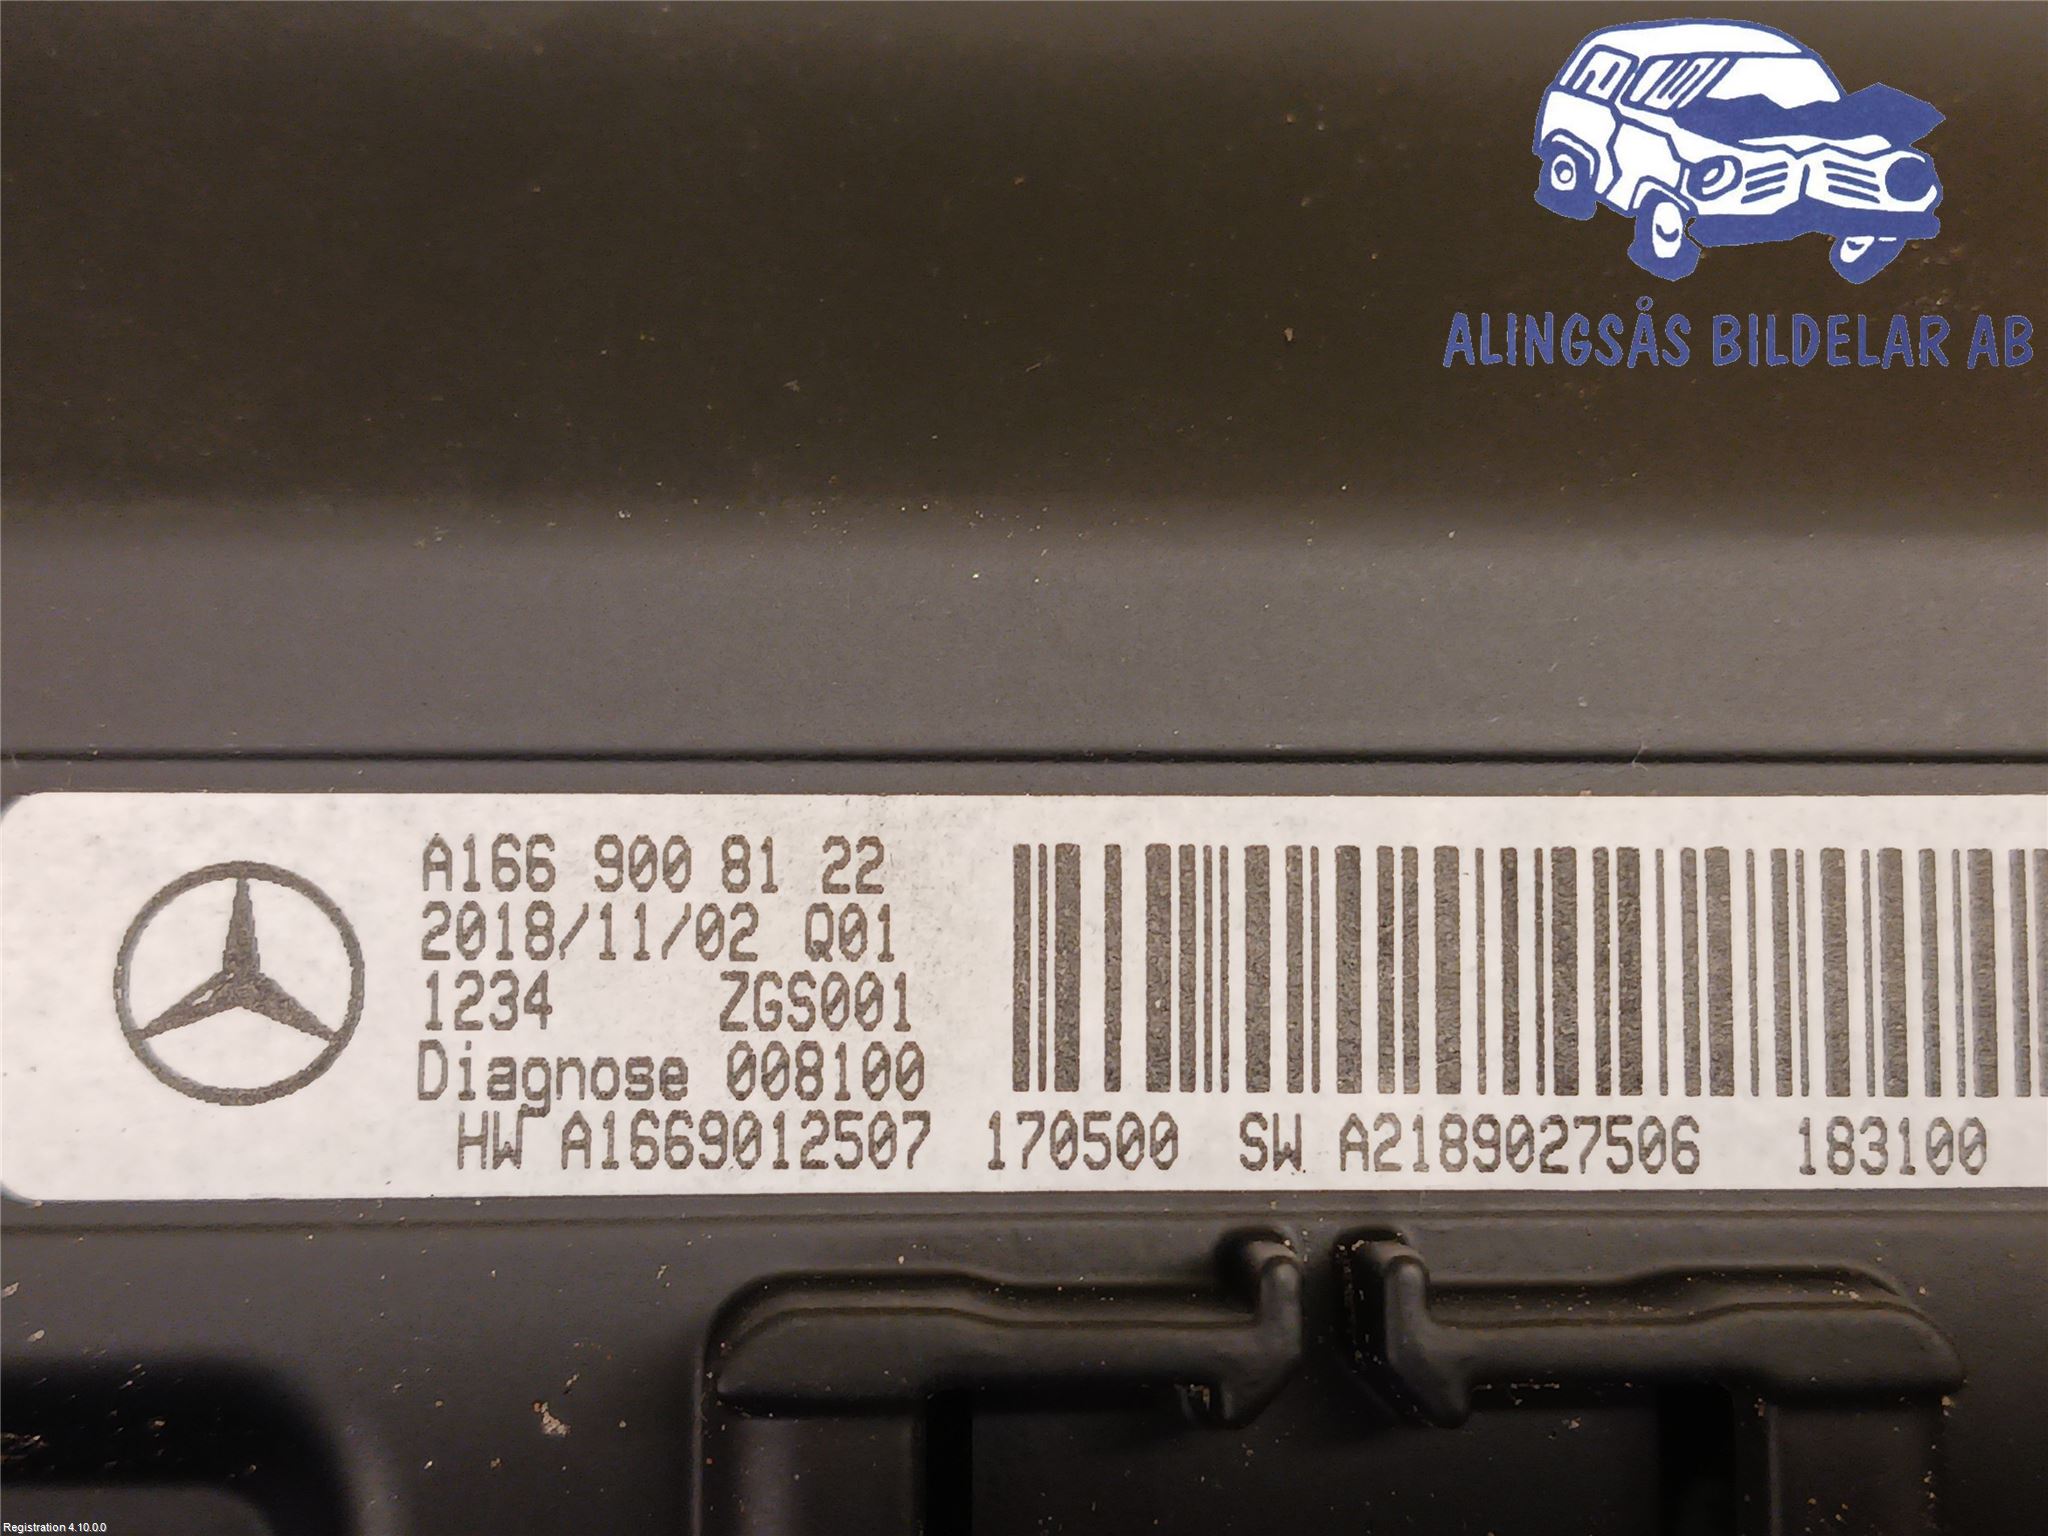 ALINGSÅS BILDELAR AB
A166 900 81 22
2018/11/02 Q01
1234 ZGS001
Diagnose 008100
HW A1669012507 170500 SW A2189027506 183100
Registration 4.10.0.0